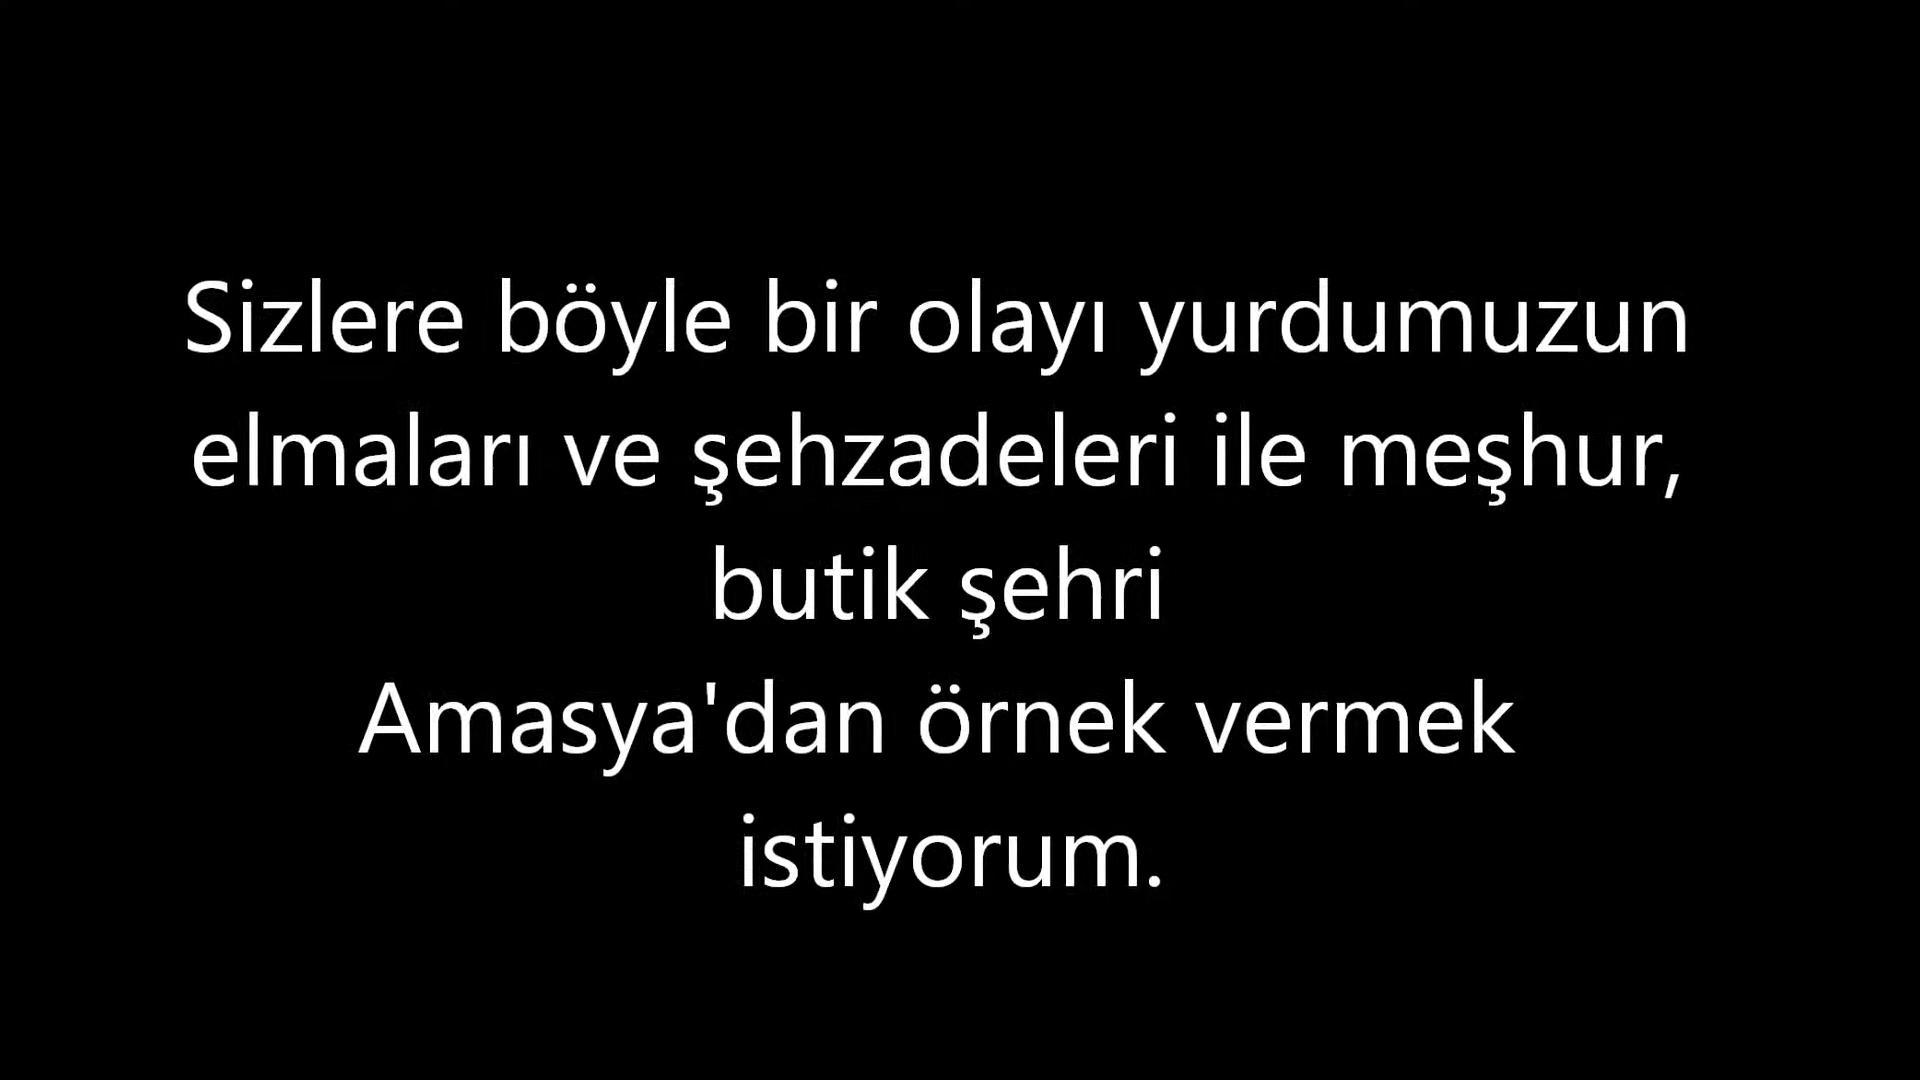 Sizlere böyle bir olayı yurdumuzun
elmaları ve şehzadeleri ile meşhur,
butik şehri
Amasya'dan örnek vermek
istiyorum.